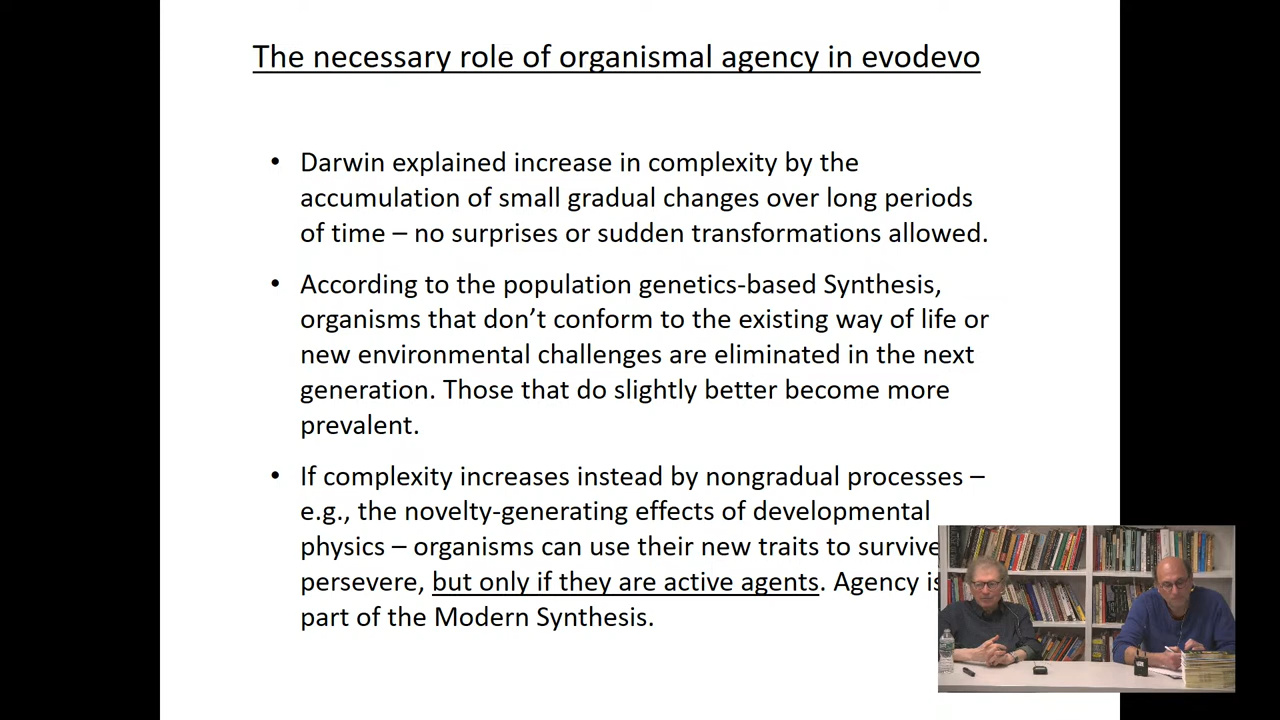 The necessary role of organismal agency in evodevo
• Darwin explained increase in complexity by the
accumulation of small gradual changes over long periods
of time – no surprises or sudden transformations allowed.
• According to the population genetics-based Synthesis,
organisms that don’t conform to the existing way of life or
new environmental challenges are eliminated in the next
generation. Those that do slightly better become more
prevalent.
• If complexity increases instead by nongradual processes –
e.g., the novelty-generating effects of developmental
physics – organisms can use their new traits to survive
persevere, but only if they are active agents. Agency is
part of the Modern Synthesis.